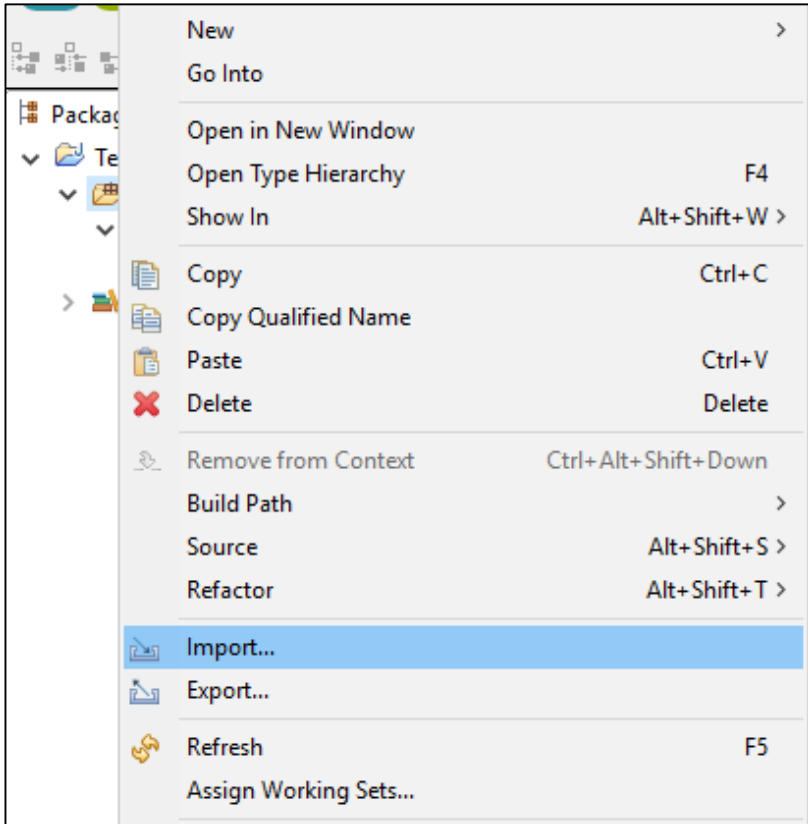 New
Go Into
Packag
Open in New Window
Te
Open Type Hierarchy F4
Show In Alt+Shift+W
Copy Ctrl+C
Copy Qualified Name
Paste Ctrl+V
Delete Delete
Remove from Context Ctrl+Alt+Shift+Down
Build Path
Source Alt+Shift+S
Refactor Alt+Shift+T
Import...
Export...
Refresh F5
Assign Working Sets...